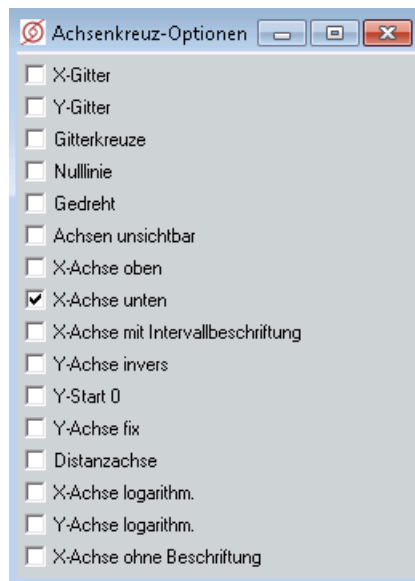 Achsenkreuz-Optionen
X-Gitter
Y-Gitter
Gitterkreuze
Nulllinie
Gedreht
Achsen unsichtbar
X-Achse oben
X-Achse unten
X-Achse mit Intervallbeschriftung
Y-Achse invers
Y-Start 0
Y-Achse fix
Distanzachse
X-Achse logarithm.
Y-Achse logarithm.
X-Achse ohne Beschriftung